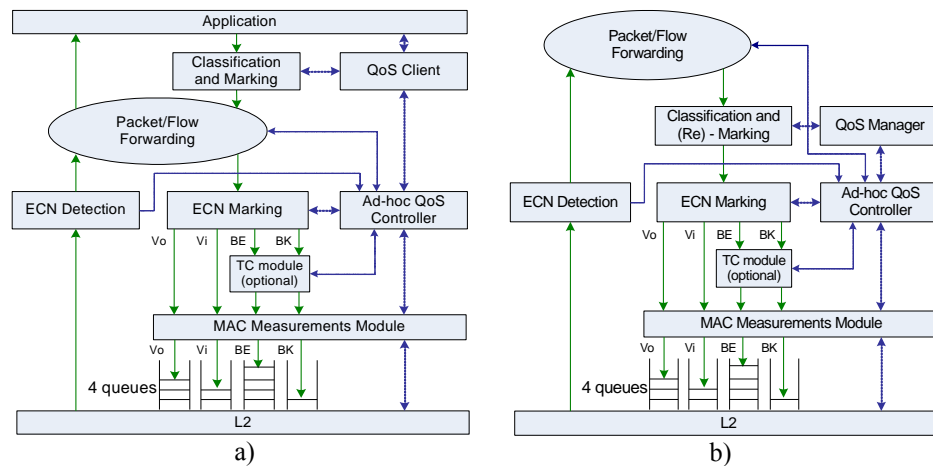 Application
Classification
and Marking
QoS Client
Packet/Flow
Forwarding
ECN Detection
ECN Marking
Ad-hoc QoS
Controller
Vo
Vi
BE
BK
TC module
(optional)
MAC Measurements Module
Vo
Vi
BE
BK
4 queues
L2
a)
Packet/Flow
Forwarding
Classification and
(Re) - Marking
QoS Manager
ECN Detection
ECN Marking
Ad-hoc QoS
Controller
Vo
Vi
BE
BK
TC module
(optional)
MAC Measurements Module
Vo
Vi
BE
BK
4 queues
L2
b)